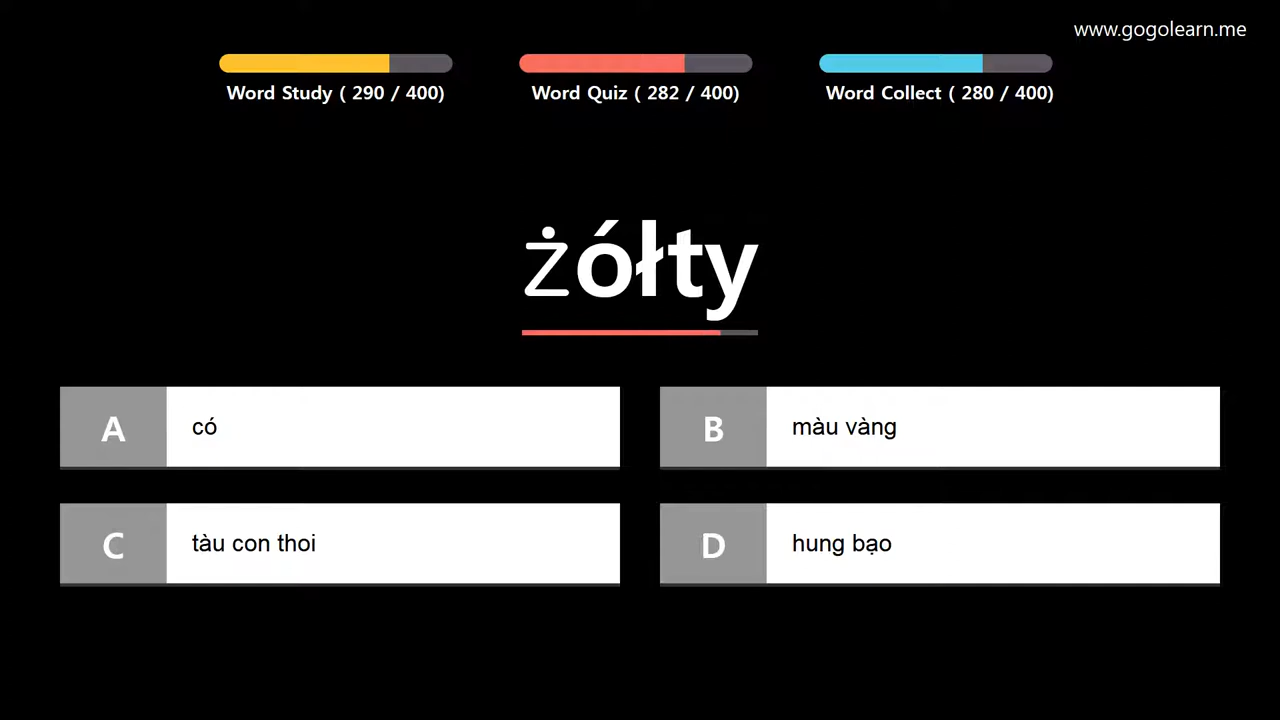 www.gogolearn.me
Word Study ( 290 / 400)
Word Quiz ( 282 / 400)
Word Collect ( 280 / 400)
żółty
A có
B màu vàng
C tàu con thoi
D hung bạo